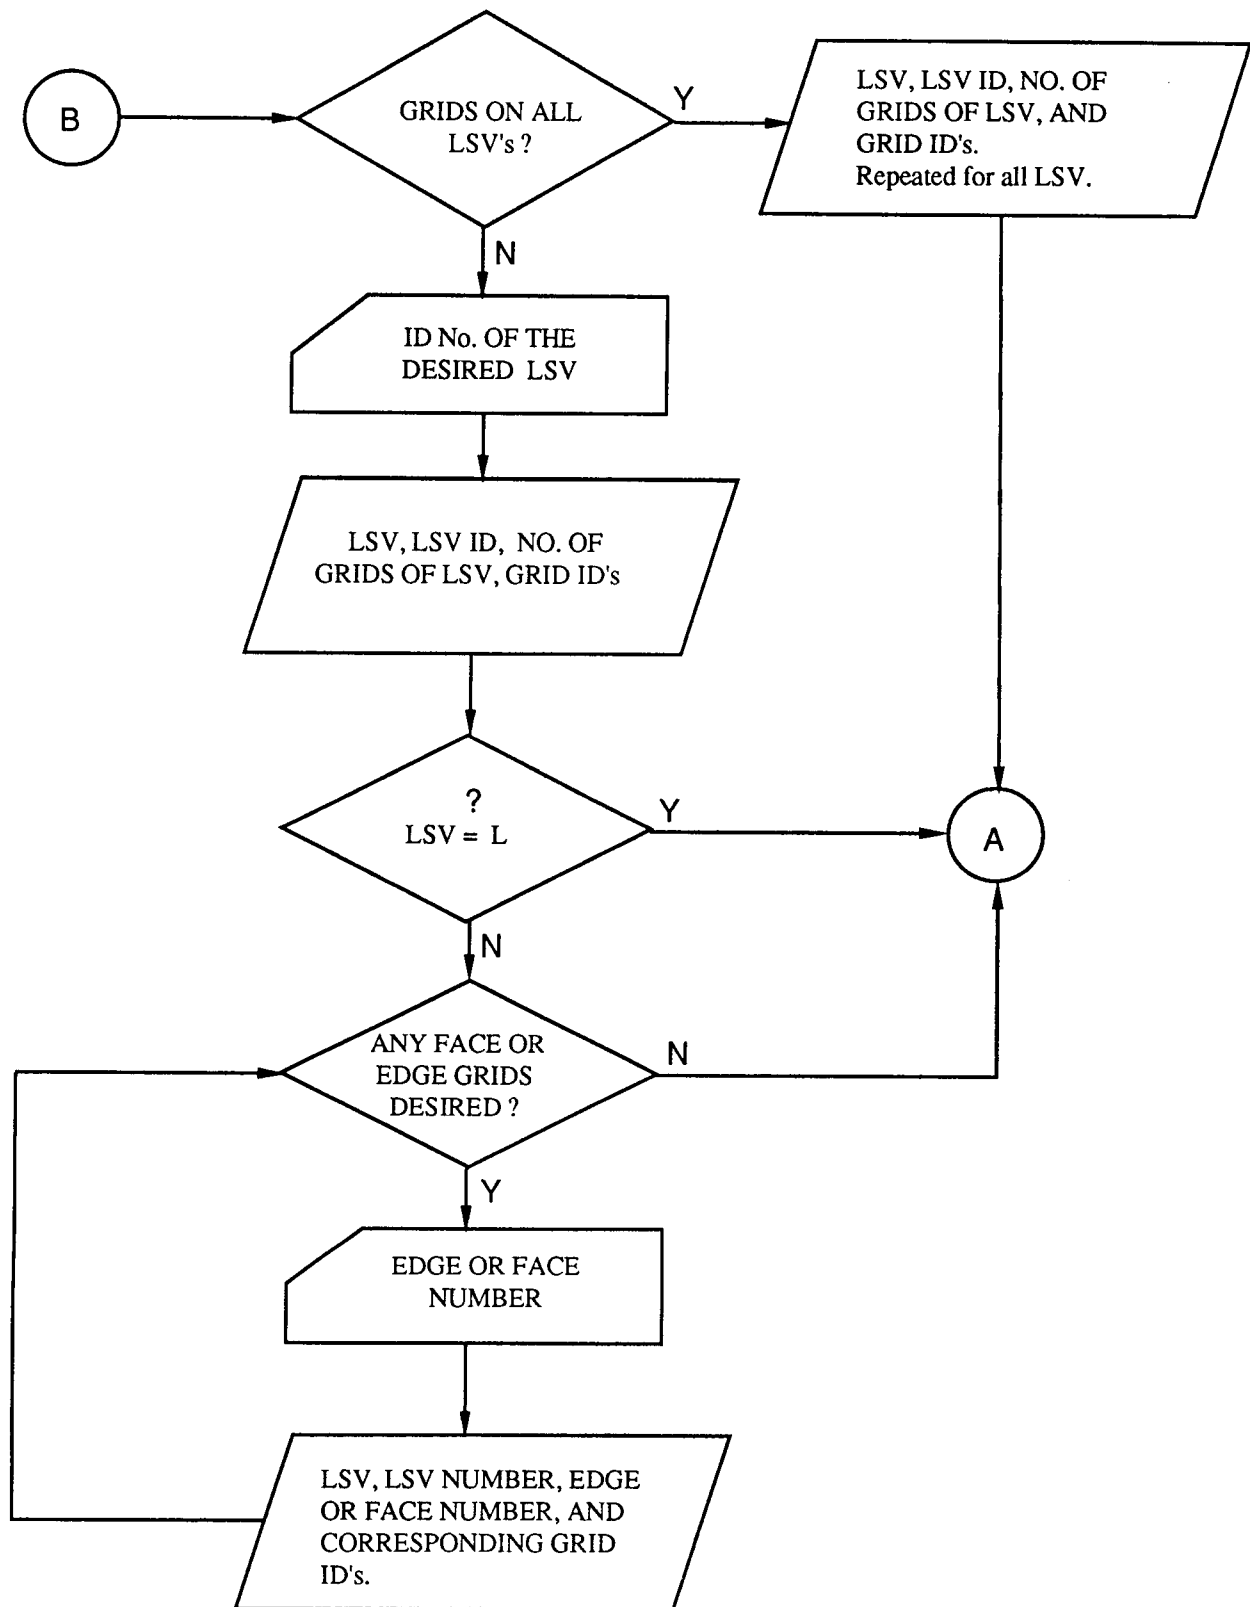 B
GRIDS ON ALL
LSV's ?
Y
LSV, LSV ID, NO. OF
GRIDS OF LSV, AND
GRID ID's.
Repeated for all LSV.
N
ID No. OF THE
DESIRED LSV
LSV, LSV ID, NO. OF
GRIDS OF LSV, GRID ID's
?
LSV = L
Y
A
N
ANY FACE OR
EDGE GRIDS
DESIRED ?
N
Y
EDGE OR FACE
NUMBER
LSV, LSV NUMBER, EDGE
OR FACE NUMBER, AND
CORRESPONDING GRID
ID's.